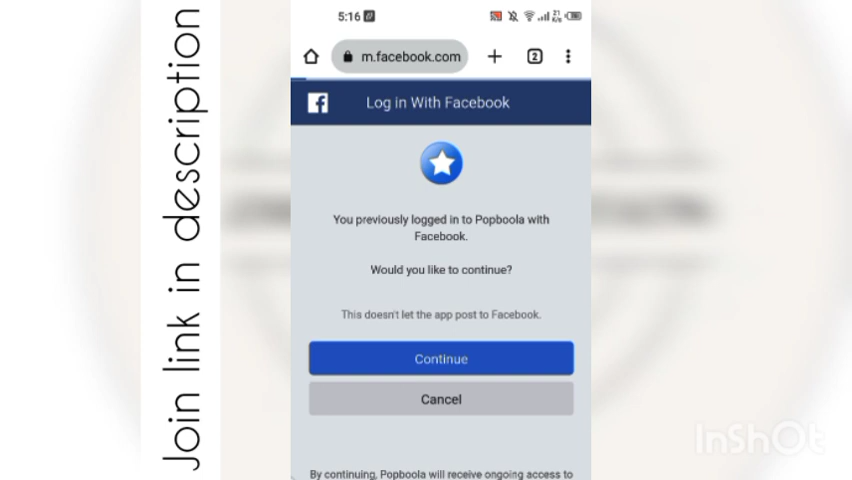 Join link in description
5:16
m.facebook.com
2
Log in With Facebook
You previously logged in to Popboola with
Facebook.
Would you like to continue?
This doesn't let the app post to Facebook.
Continue
Cancel
By continuing, Popboola will receive ongoing access to
InShOt